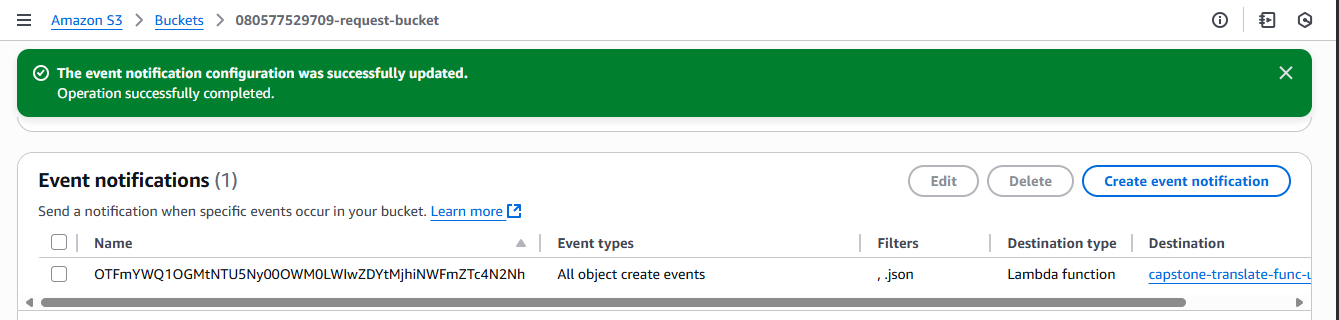 Amazon S3 > Buckets > 080577529709-request-bucket
The event notification configuration was successfully updated.
Operation successfully completed.
Event notifications (1)
Edit
Delete
Create event notification
Send a notification when specific events occur in your bucket. Learn more
Name
Event types
Filters
Destination type
Destination
OTFmYWQ1OGMtNTU5Ny00OWM0LWIwZDYtMjhiNWFmZTc4N2Nh
All object create events
, .json
Lambda function
capstone-translate-func-u